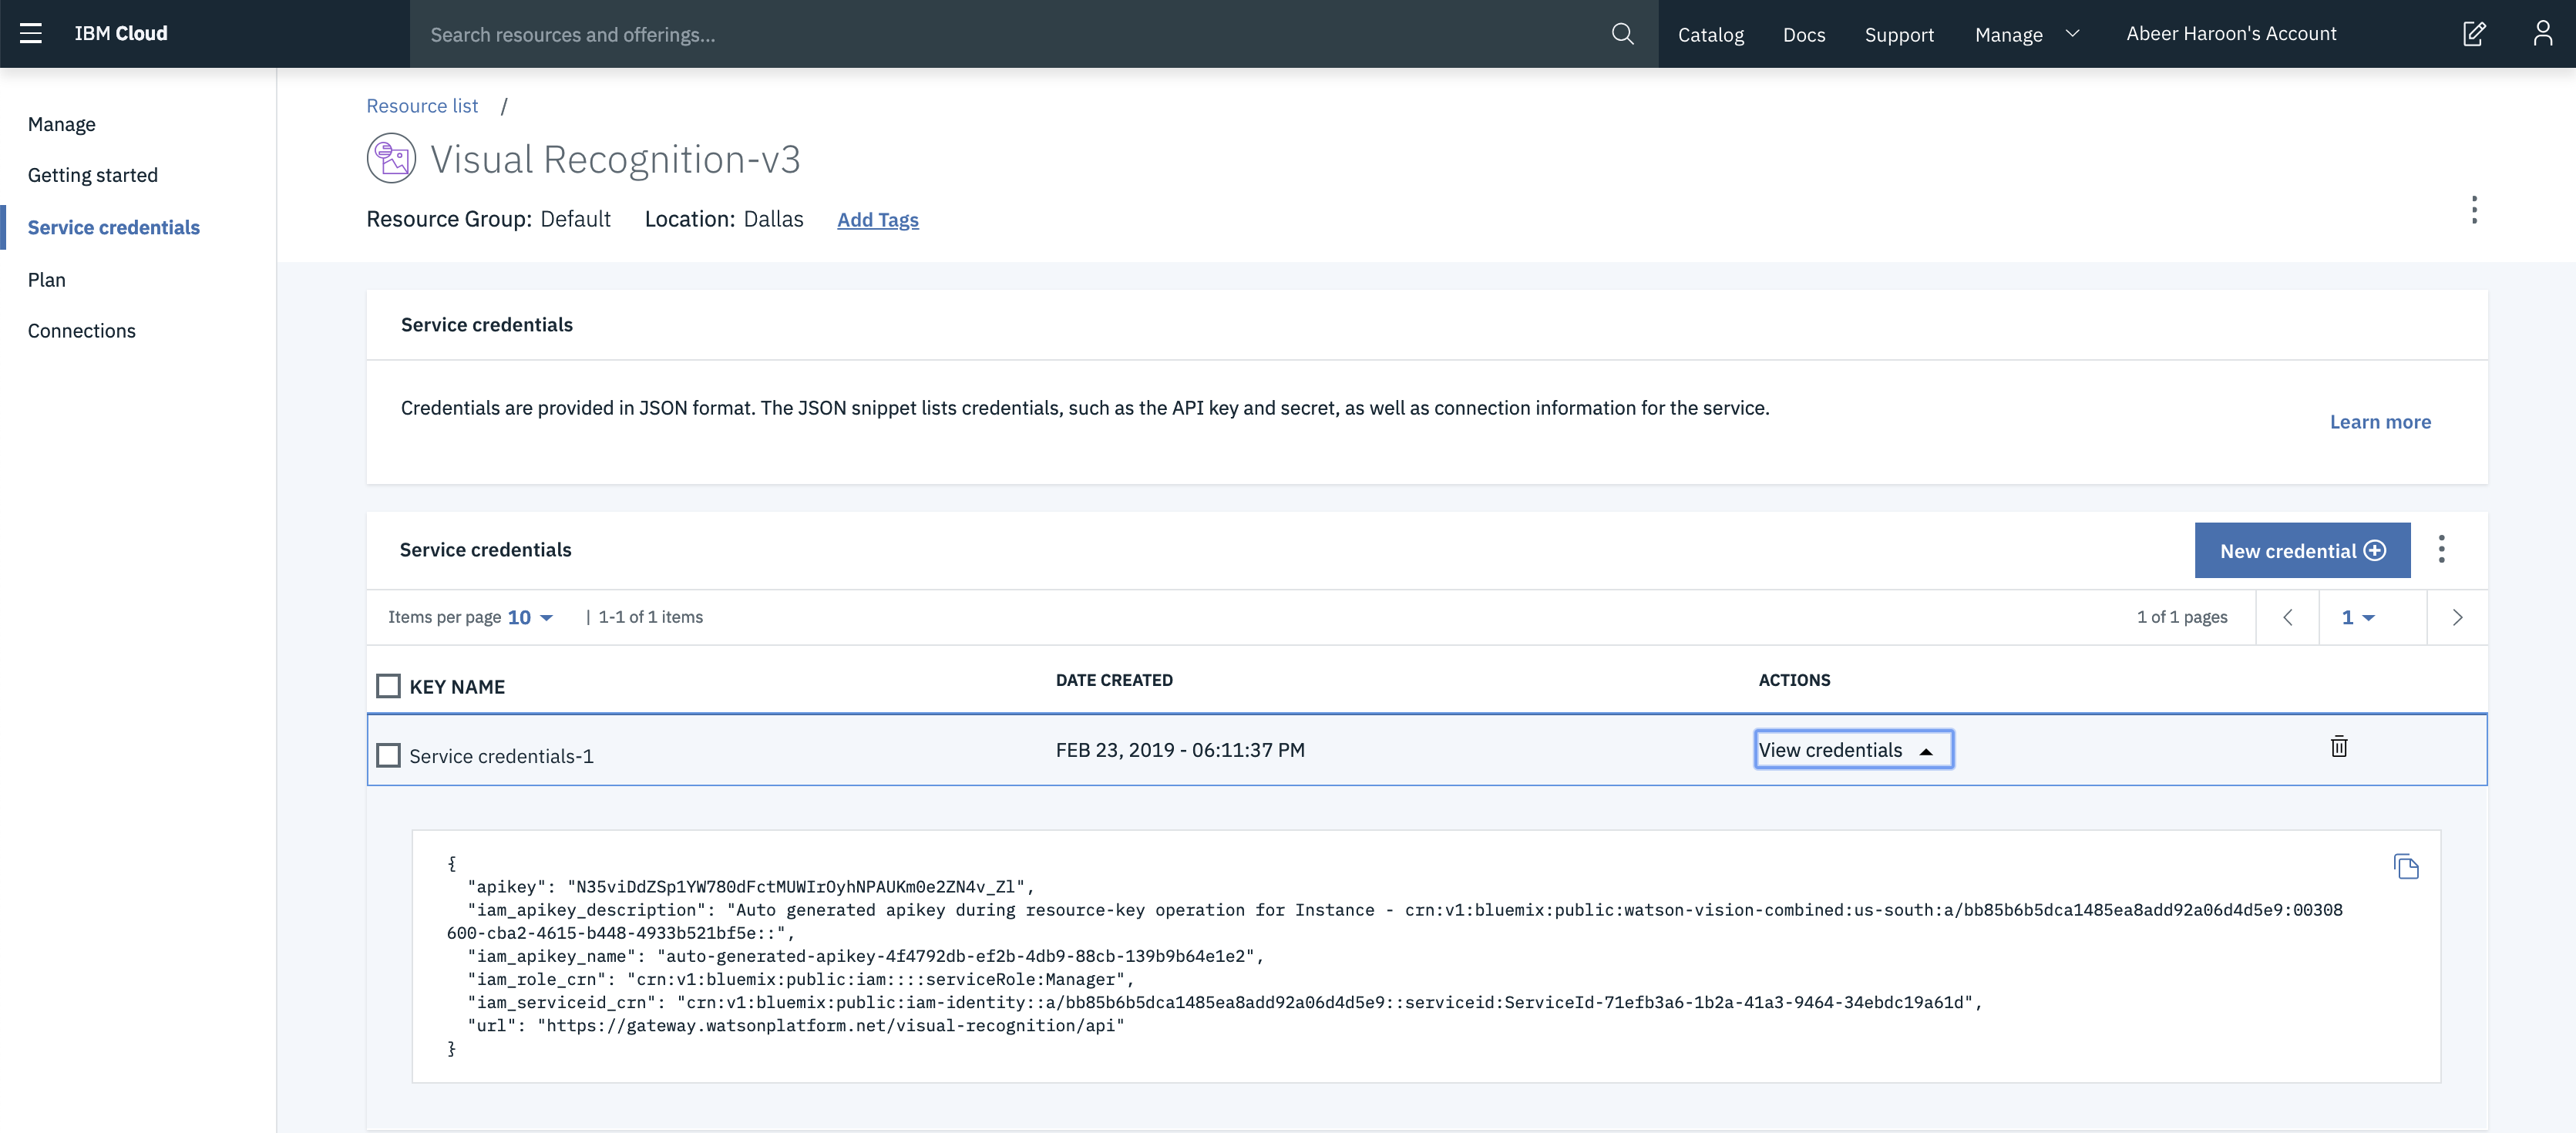 IBM Cloud
Search resources and offerings...
Catalog
Docs
Support
Manage
Abeer Haroon's Account
Manage
Getting started
Service credentials
Plan
Connections
Resource list /
Visual Recognition-v3
Resource Group: Default Location: Dallas Add Tags
Service credentials
Credentials are provided in JSON format. The JSON snippet lists credentials, such as the API key and secret, as well as connection information for the service.
Learn more
Service credentials
New credential
Items per page 10 | 1-1 of 1 items
1 of 1 pages
1
KEY NAME DATE CREATED ACTIONS
Service credentials-1 FEB 23, 2019 - 06:11:37 PM View credentials
{
"apikey": "N35viDdZSp1YW780dFctMUWIrOyhNPAUKm0e2ZN4v_Zl",
"iam_apikey_description": "Auto generated apikey during resource-key operation for Instance - crn:v1:bluemix:public:watson-vision-combined:us-south:a/bb85b6b5dca1485ea8add92a06d4d5e9:00308
600-cba2-4615-b448-4933b521bf5e::",
"iam_apikey_name": "auto-generated-apikey-4f4792db-ef2b-4db9-88cb-139b9b64e1e2",
"iam_role_crn": "crn:v1:bluemix:public:iam::::serviceRole:Manager",
"iam_serviceid_crn": "crn:v1:bluemix:public:iam-identity::a/bb85b6b5dca1485ea8add92a06d4d5e9::serviceid:ServiceId-71efb3a6-1b2a-41a3-9464-34ebdc19a61d",
"url": "https://gateway.watsonplatform.net/visual-recognition/api"
}